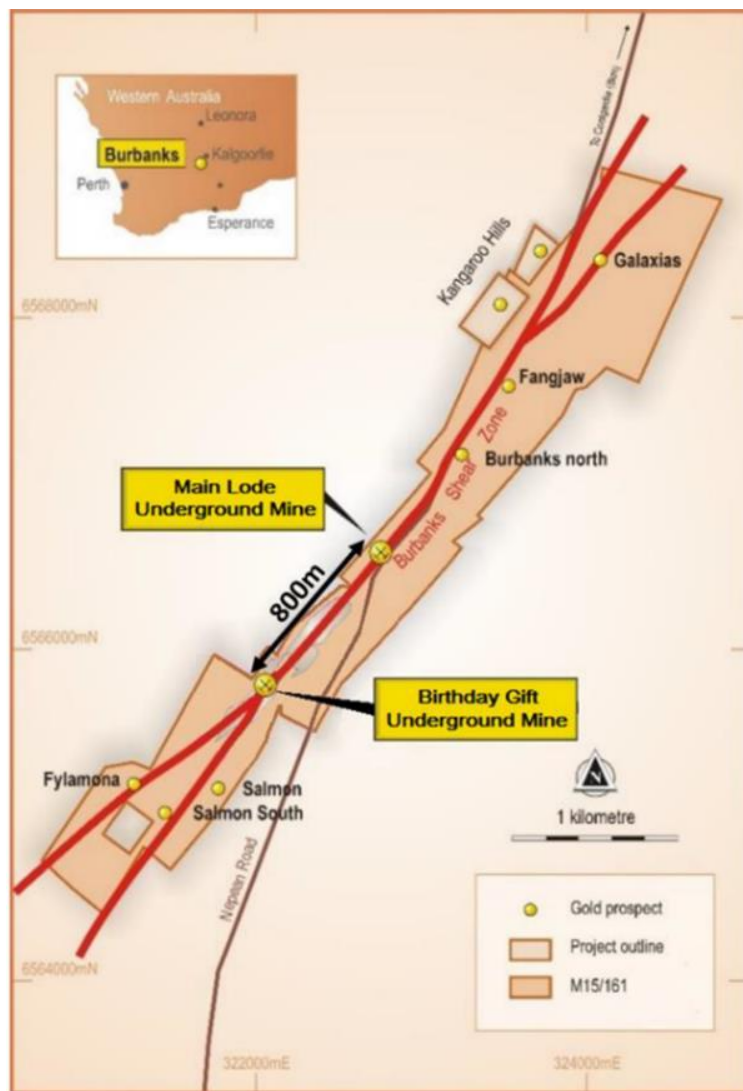 Western Australia
Leonora
Burbanks
Kalgoorlie
Perth
Esperance
To Coolgardie (8km)
Kangaroo Hills
Galaxias
6568000mN
Fangjaw
Burbanks north
Burbanks Shear Zone
Main Lode
Underground Mine
800m
6566000mN
Birthday Gift
Underground Mine
Fylamona
Salmon
Salmon South
N
1 kilometre
Nepean Road
Gold prospect
Project outline
M15/161
6564000mN
322000mE
324000mE